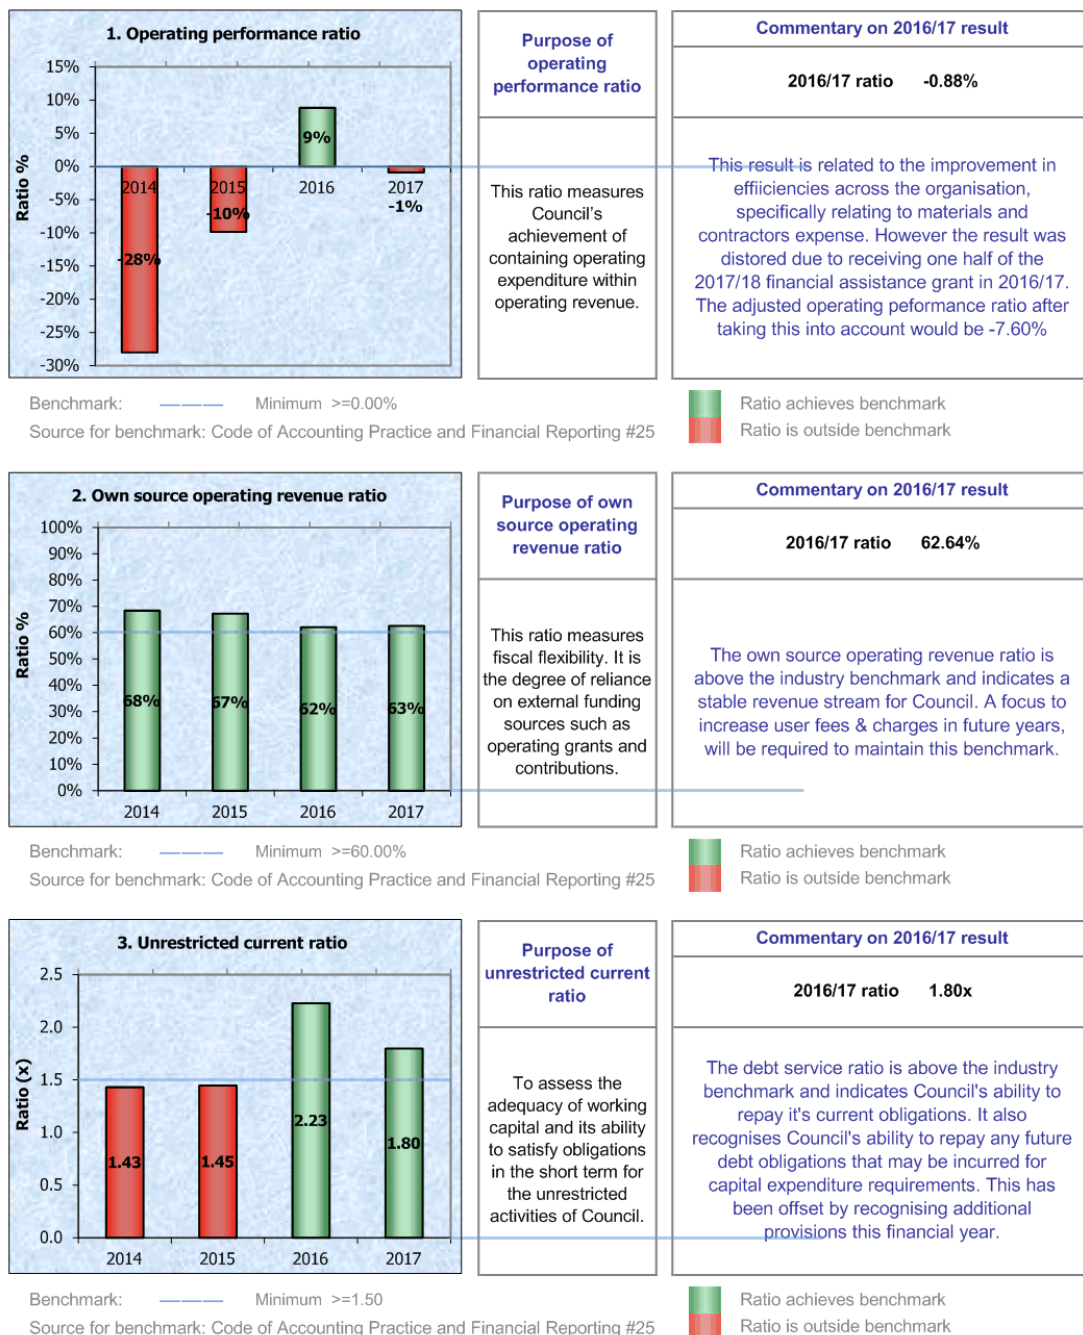 1. Operating performance ratio
15%
10%
5%
0%
-5%
-10%
-15%
-20%
-25%
-30%
Ratio %
2014
2015
2016
2017
-28%
-10%
9%
-1%
Purpose of
operating
performance ratio
This ratio measures
Council's
achievement of
containing operating
expenditure within
operating revenue.
Commentary on 2016/17 result
2016/17 ratio -0.88%
This result is related to the improvement in
effiiciencies across the organisation,
specifically relating to materials and
contractors expense. However the result was
distored due to receiving one half of the
2017/18 financial assistance grant in 2016/17.
The adjusted operating peformance ratio after
taking this into account would be -7.60%
Benchmark: Minimum >=0.00%
Source for benchmark: Code of Accounting Practice and Financial Reporting #25
Ratio achieves benchmark
Ratio is outside benchmark
2. Own source operating revenue ratio
100%
90%
80%
70%
60%
50%
40%
30%
20%
10%
0%
Ratio %
68%
67%
62%
63%
2014
2015
2016
2017
Purpose of own
source operating
revenue ratio
This ratio measures
fiscal flexibility. It is
the degree of reliance
on external funding
sources such as
operating grants and
contributions.
Commentary on 2016/17 result
2016/17 ratio 62.64%
The own source operating revenue ratio is
above the industry benchmark and indicates a
stable revenue stream for Council. A focus to
increase user fees & charges in future years,
will be required to maintain this benchmark.
Benchmark: Minimum >=60.00%
Source for benchmark: Code of Accounting Practice and Financial Reporting #25
Ratio achieves benchmark
Ratio is outside benchmark
3. Unrestricted current ratio
2.5
2.0
1.5
1.0
0.5
0.0
Ratio (x)
1.43
1.45
2.23
1.80
2014
2015
2016
2017
Purpose of
unrestricted current
ratio
To assess the
adequacy of working
capital and its ability
to satisfy obligations
in the short term for
the unrestricted
activities of Council.
Commentary on 2016/17 result
2016/17 ratio 1.80x
The debt service ratio is above the industry
benchmark and indicates Council's ability to
repay it's current obligations. It also
recognises Council's ability to repay any future
debt obligations that may be incurred for
capital expenditure requirements. This has
been offset by recognising additional
provisions this financial year.
Benchmark: Minimum >=1.50
Source for benchmark: Code of Accounting Practice and Financial Reporting #25
Ratio achieves benchmark
Ratio is outside benchmark